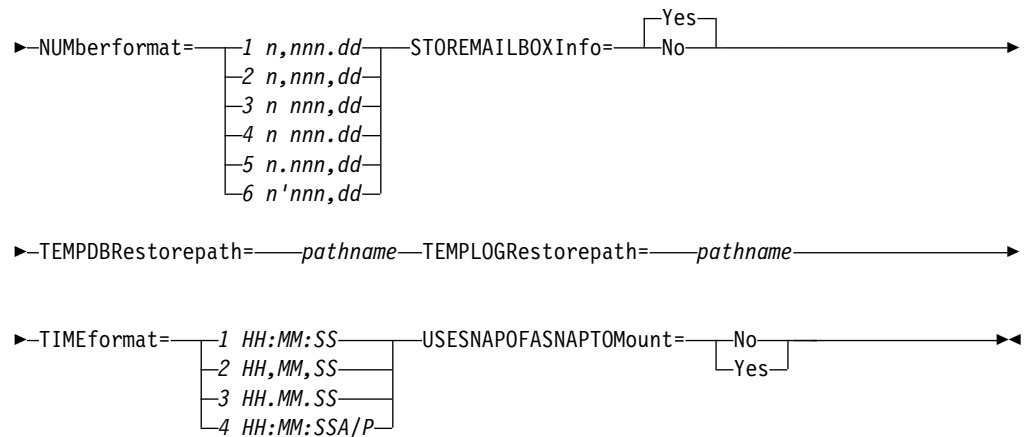 Yes
NUMberformat= 1 n,nnn.dd STOREMAILBOXInfo= No
2 n,nnn,dd
3 n nnn,dd
4 n nnn.dd
5 n.nnn,dd
6 n'nnn,dd
TEMPDBRestorepath= pathname TEMPLOGRestorepath= pathname
TIMEformat= 1 HH:MM:SS USESNAPOFASNAPTOMount= No
2 HH,MM,SS Yes
3 HH.MM.SS
4 HH:MM:SSA/P